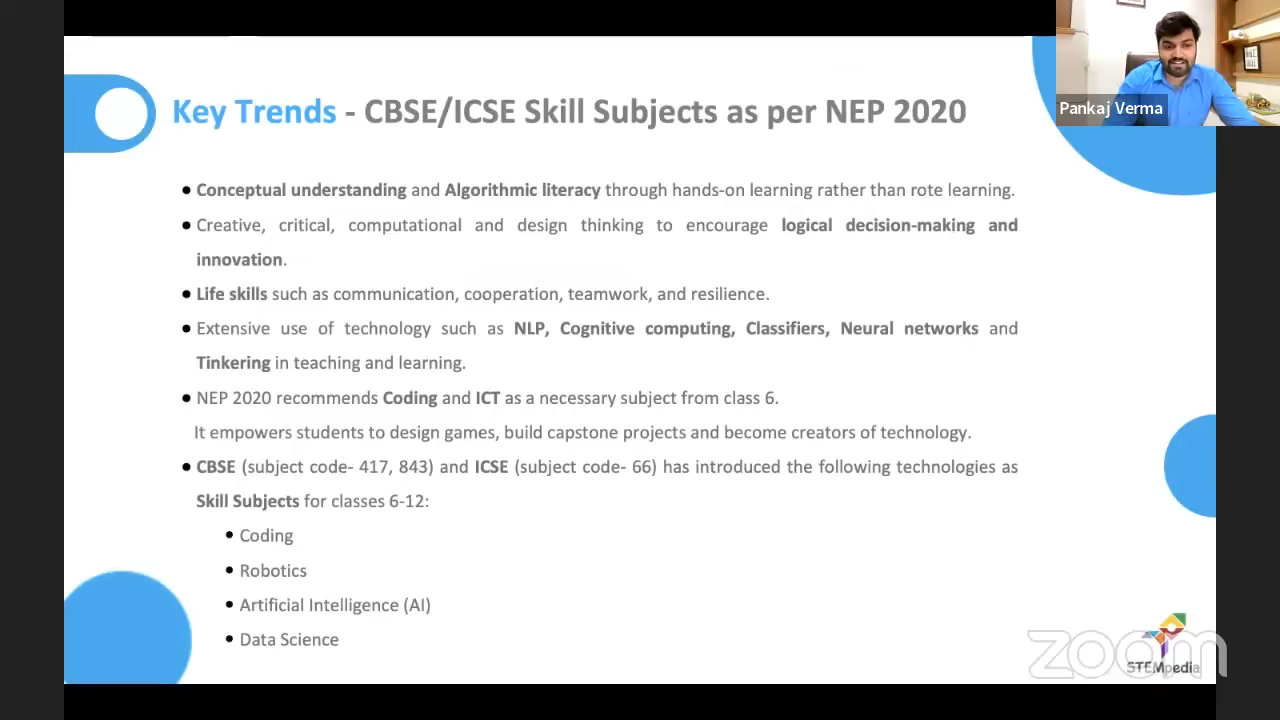 Pankaj Verma
Key Trends - CBSE/ICSE Skill Subjects as per NEP 2020
• Conceptual understanding and Algorithmic literacy through hands-on learning rather than rote learning.
• Creative, critical, computational and design thinking to encourage logical decision-making and
innovation.
• Life skills such as communication, cooperation, teamwork, and resilience.
• Extensive use of technology such as NLP, Cognitive computing, Classifiers, Neural networks and
Tinkering in teaching and learning.
• NEP 2020 recommends Coding and ICT as a necessary subject from class 6.
It empowers students to design games, build capstone projects and become creators of technology.
• CBSE (subject code- 417, 843) and ICSE (subject code- 66) has introduced the following technologies as
Skill Subjects for classes 6-12:
• Coding
• Robotics
• Artificial Intelligence (AI)
• Data Science
zoom
STEMpedia